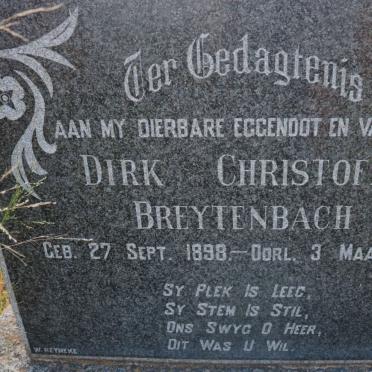 Ter Gedagtenis
AAN MY DIERBARE EGGENOOT EN VA
DIRK CHRISTOF
BREYTENBACH
GEB. 27 SEPT. 1898.—OORL. 3 MAA
SY PLEK IS LEEG,
SY STEM IS STIL,
ONS SWYG O HEER,
DIT WAS U WIL.
W. REYNEKE